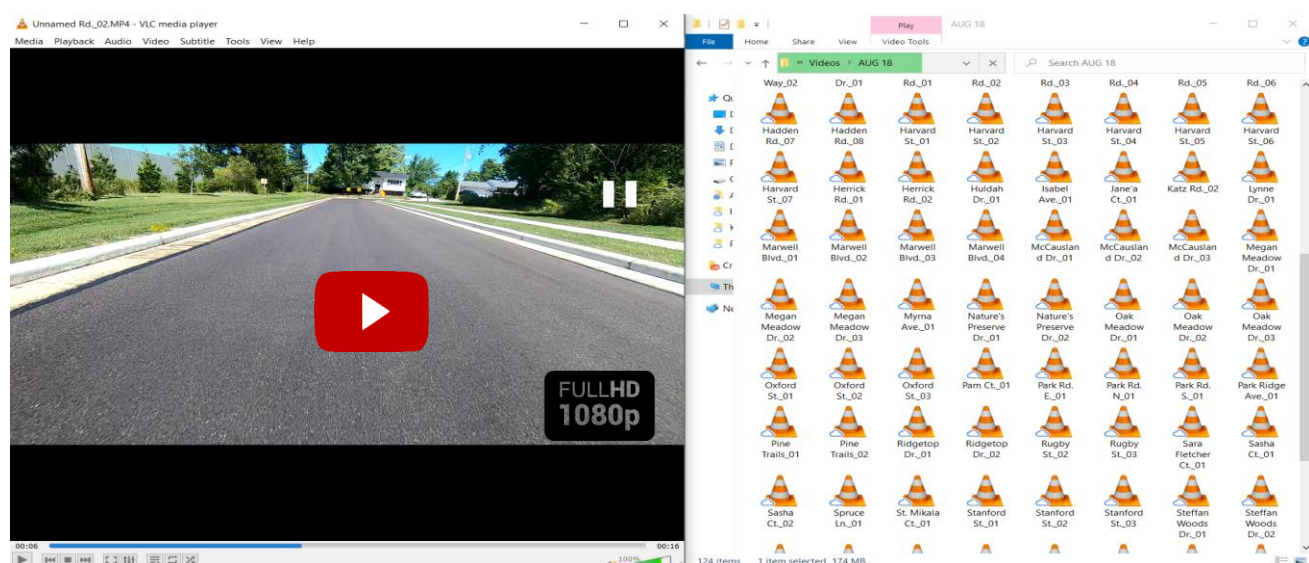 Unnamed Rd._02.MP4 - VLC media player
Media Playback Audio Video Subtitle Tools View Help
FULLHD
1080p
00:06
00:16
100%
Play
AUG 18
File Home Share View Video Tools
Videos AUG 18
Search AUG 18
Way_02 Dr._01 Rd._01 Rd._02 Rd._03 Rd._04 Rd._05 Rd._06
Hadden Hadden Harvard Harvard Harvard Harvard Harvard Harvard
Rd._07 Rd._08 St._01 St._02 St._03 St._04 St._05 St._06
Harvard Herrick Herrick Huldah Isabel Jane'a Katz Rd._02 Lynne
St._07 Rd._01 Rd._02 Dr._01 Ave._01 Ct._01 Dr._01
Marwell Marwell Marwell Marwell McCauslan McCauslan McCauslan Megan
Blvd._01 Blvd._02 Blvd._03 Blvd._04 d Dr._01 d Dr._02 d Dr._03 Meadow
Dr._01
Megan Megan Myrna Nature's Nature's Oak Oak Oak
Meadow Meadow Ave._01 Preserve Preserve Meadow Meadow Meadow
Dr._02 Dr._03 Dr._01 Dr._02 Dr._01 Dr._02 Dr._03
Oxford Oxford Oxford Pam Ct._01 Park Rd. Park Rd. Park Rd. Park Ridge
St._01 St._02 St._03 E._01 N_01 S._01 Ave._01
Pine Pine Ridgetop Ridgetop Rugby Rugby Sara Sasha
Trails_01 Trails_02 Dr._01 Dr._02 St._02 St._03 Fletcher Ct._01
Ct._01
Sasha Spruce St. Mikala Stanford Stanford Stanford Steffan Steffan
Ct._02 Ln._01 Ct._01 St._01 St._02 St._03 Woods Woods
Dr._01 Dr._02
124 items 1 item selected 174 MB